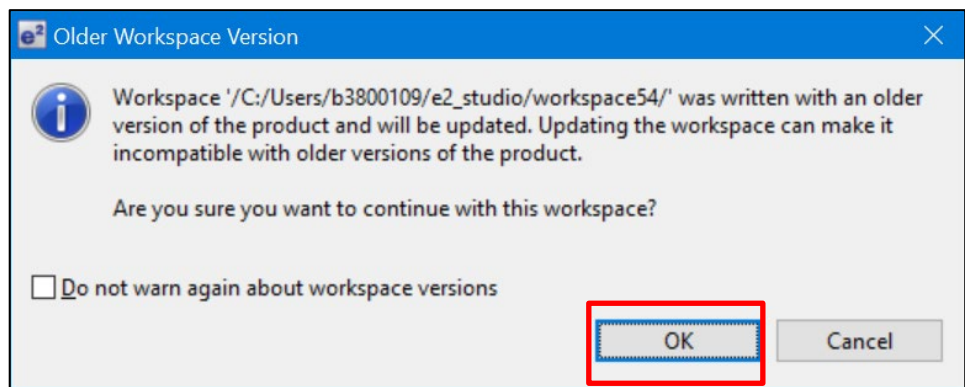 e² Older Workspace Version
Workspace '/C:/Users/b3800109/e2_studio/workspace54/' was written with an older
version of the product and will be updated. Updating the workspace can make it
incompatible with older versions of the product.
Are you sure you want to continue with this workspace?
Do not warn again about workspace versions
OK Cancel